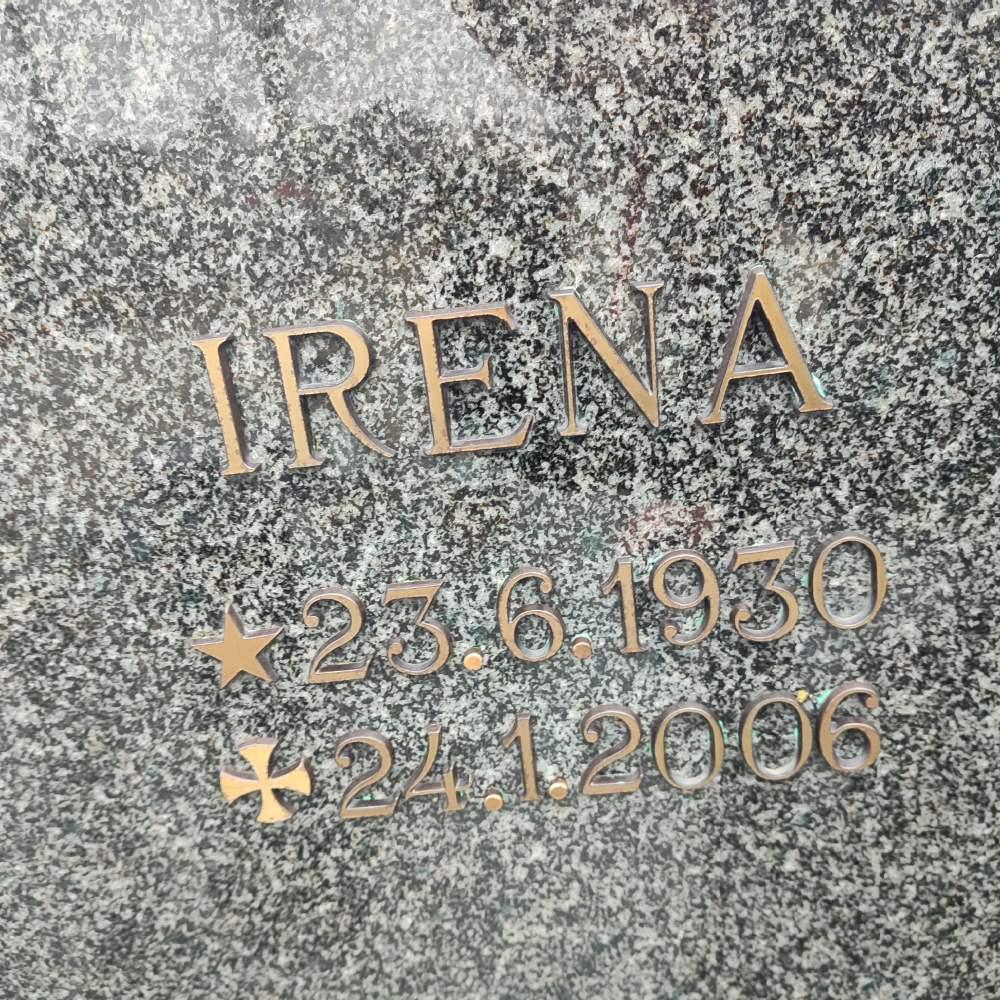 IRENA
★ 23.6.1930
✠ 24.1.2006